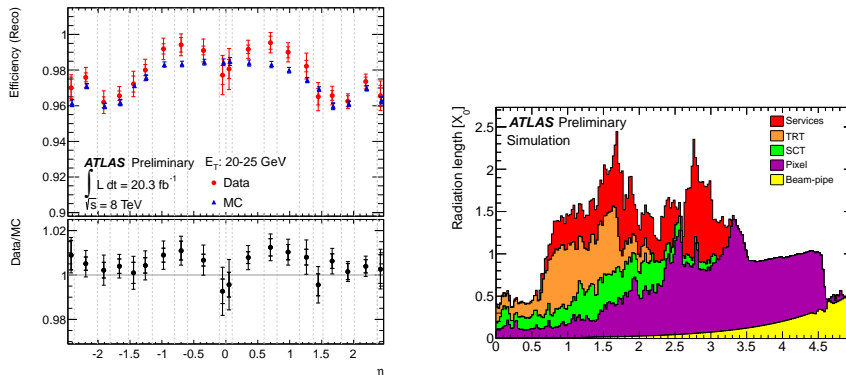 Efficiency (Reco)
1
0.98
0.96
0.94
0.92
0.9
ATLAS Preliminary
E_T: 20-25 GeV
∫ L dt = 20.3 fb⁻¹
√s = 8 TeV
Data
MC
Data/MC
1.02
1
0.98
-2 -1.5 -1 -0.5 0 0.5 1 1.5 2
η
Radiation length [X₀]
2.5
2
1.5
1
0.5
0
ATLAS Preliminary
Simulation
Services
TRT
SCT
Pixel
Beam-pipe
0 0.5 1 1.5 2 2.5 3 3.5 4 4.5